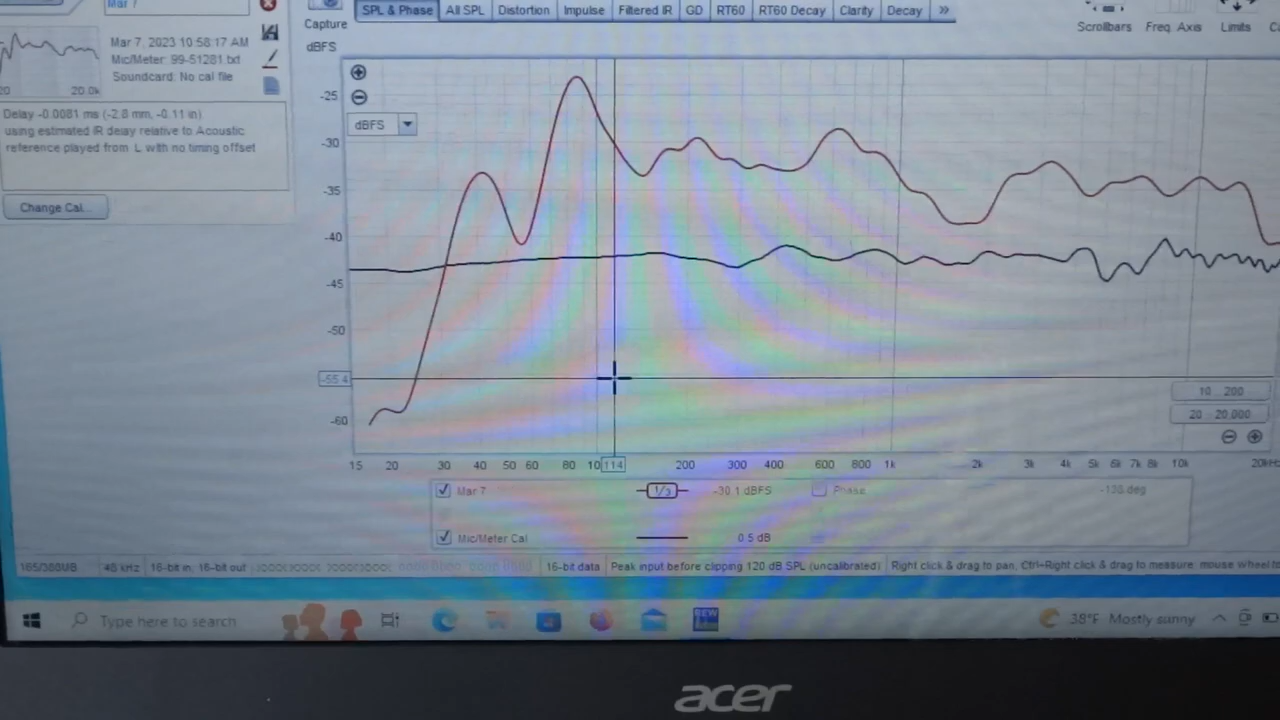 Mar 7
Capture
SPL & Phase
All SPL
Distortion
Impulse
Filtered IR
GD
RT60
RT60 Decay
Clarity
Decay
»
Scrollbars
Freq. Axis
Limits
Mar 7, 2023 10:58:17 AM
Mic/Meter: 99-51281.txt
Soundcard: No cal file
20
20.0k
Delay -0.0081 ms (-2.8 mm, -0.11 in)
using estimated IR delay relative to Acoustic
reference played from L with no timing offset
Change Cal...
dBFS
dBFS
-25
-30
-35
-40
-45
-50
-55.4
-60
10 .. 200
20 .. 20,000
15 20 30 40 50 60 80 10 114 200 300 400 600 800 1k 2k 3k 4k 5k 6k 7k 8k 10k 20kHz
Mar 7 1/3 -30.1 dBFS Phase
Mic/Meter Cal 0.5 dB
48 kHz
16-bit in, 16-bit out
16-bit data
Peak input before clipping 120 dB SPL (uncalibrated)
Right click & drag to pan; Ctrl+Right click & drag to measure; mouse wheel to
Type here to search
REW
38°F Mostly sunny
acer